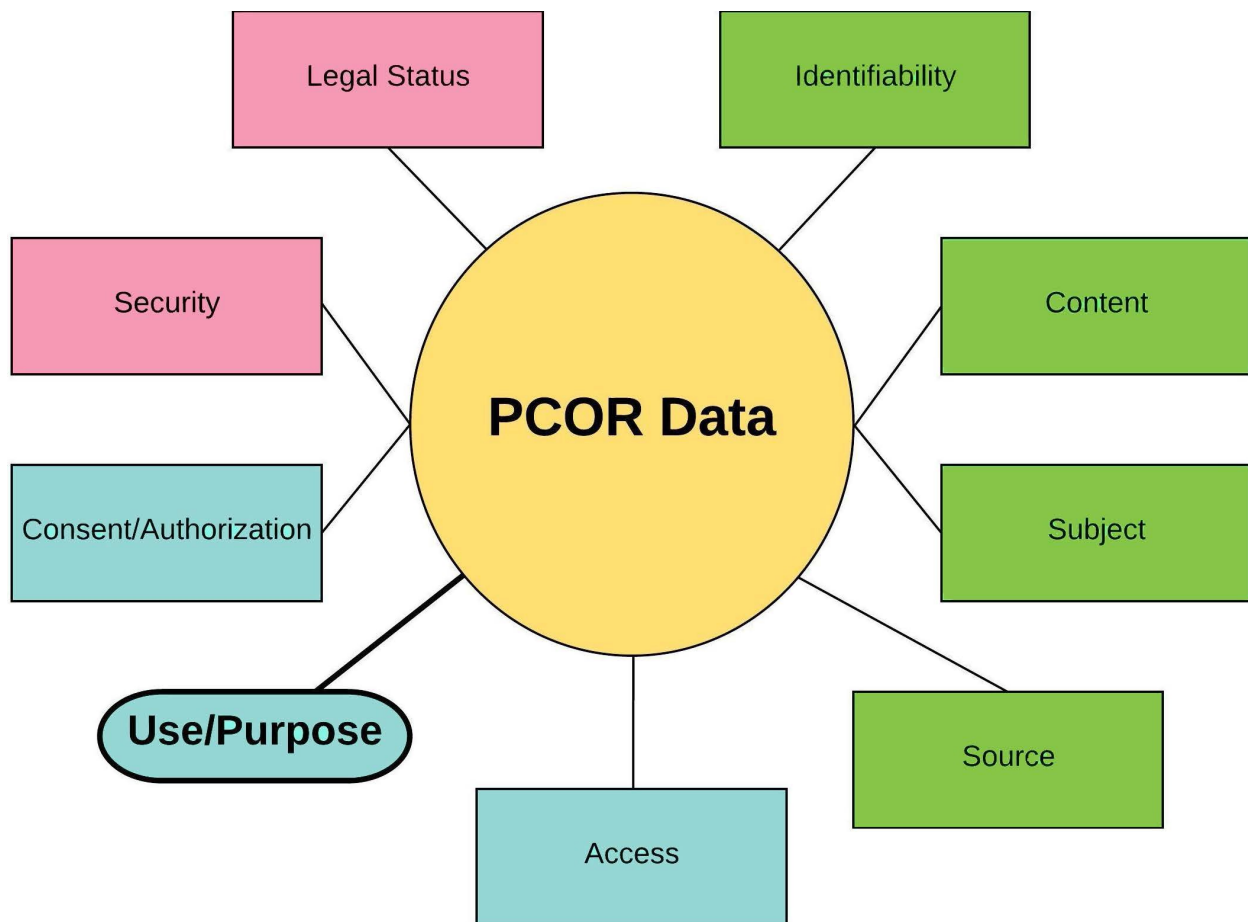 Legal Status
Identifiability
Security
Content
PCOR Data
Consent/Authorization
Subject
Use/Purpose
Source
Access